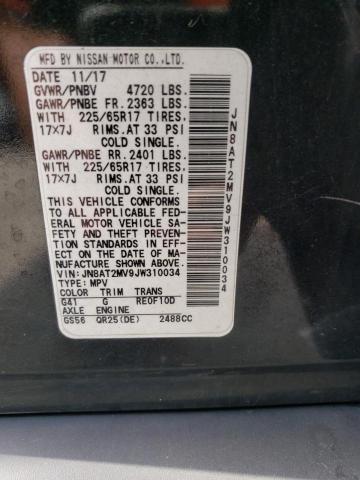 MFD BY NISSAN MOTOR CO.,LTD.
DATE 11/17
GVWR/PNBV 4720 LBS.
GAWR/PNBE FR. 2363 LBS.
WITH 225/65R17 TIRES.
17X7J RIMS.AT 33 PSI
COLD SINGLE.
GAWR/PNBE RR. 2401 LBS.
WITH 225/65R17 TIRES.
17X7J RIMS.AT 33 PSI
COLD SINGLE.
THIS VEHICLE CONFORMS
TO ALL APPLICABLE FED-
ERAL MOTOR VEHICLE SA-
FETY AND THEFT PREVEN-
TION STANDARDS IN EFF-
ECT ON THE DATE OF MA-
NUFACTURE SHOWN ABOVE.
VIN:JN8AT2MV9JW310034
TYPE:MPV
COLOR TRIM TRANS
G41 G RE0F10D
AXLE ENGINE
GS56 QR25(DE) 2488CC
JN8AT2MV9JW310034